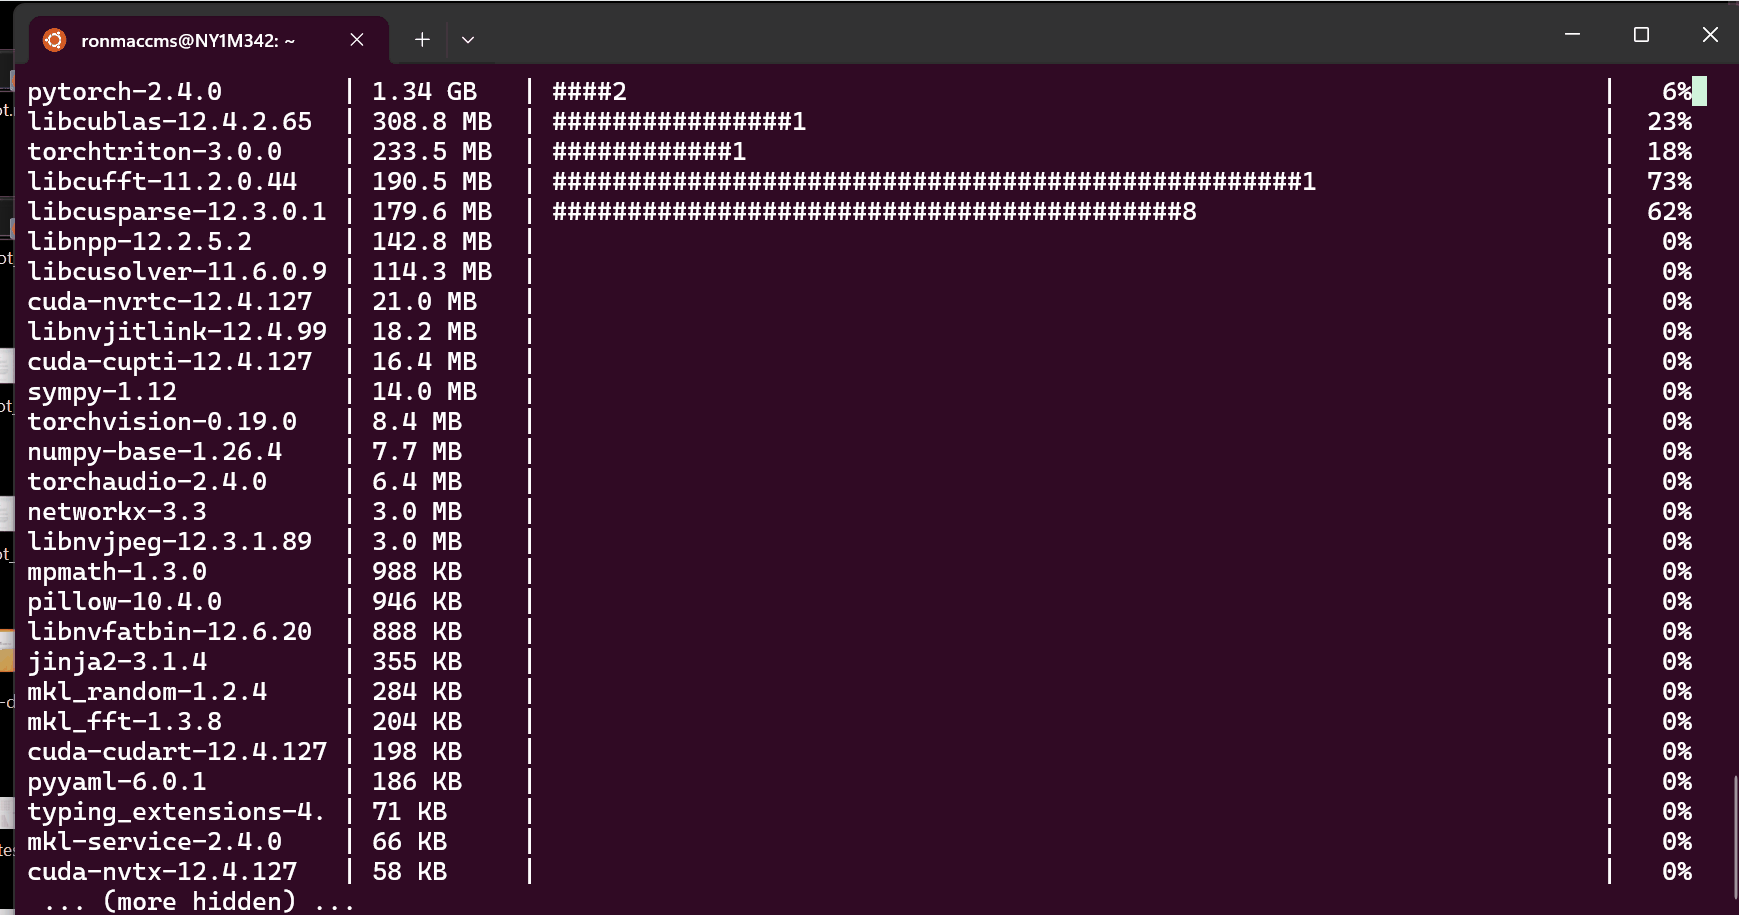 ronmaccms@NY1M342: ~
pytorch-2.4.0 | 1.34 GB | ####2 | 6%
libcublas-12.4.2.65 | 308.8 MB | ################1 | 23%
torchtriton-3.0.0 | 233.5 MB | ############1 | 18%
libcufft-11.2.0.44 | 190.5 MB | ##################################################1 | 73%
libcusparse-12.3.0.1 | 179.6 MB | ##########################################8 | 62%
libnpp-12.2.5.2 | 142.8 MB | | 0%
libcusolver-11.6.0.9 | 114.3 MB | | 0%
cuda-nvrtc-12.4.127 | 21.0 MB | | 0%
libnvjitlink-12.4.99 | 18.2 MB | | 0%
cuda-cupti-12.4.127 | 16.4 MB | | 0%
sympy-1.12 | 14.0 MB | | 0%
torchvision-0.19.0 | 8.4 MB | | 0%
numpy-base-1.26.4 | 7.7 MB | | 0%
torchaudio-2.4.0 | 6.4 MB | | 0%
networkx-3.3 | 3.0 MB | | 0%
libnvjpeg-12.3.1.89 | 3.0 MB | | 0%
mpmath-1.3.0 | 988 KB | | 0%
pillow-10.4.0 | 946 KB | | 0%
libnvfatbin-12.6.20 | 888 KB | | 0%
jinja2-3.1.4 | 355 KB | | 0%
mkl_random-1.2.4 | 284 KB | | 0%
mkl_fft-1.3.8 | 204 KB | | 0%
cuda-cudart-12.4.127 | 198 KB | | 0%
pyyaml-6.0.1 | 186 KB | | 0%
typing_extensions-4. | 71 KB | | 0%
mkl-service-2.4.0 | 66 KB | | 0%
cuda-nvtx-12.4.127 | 58 KB | | 0%
... (more hidden) ...